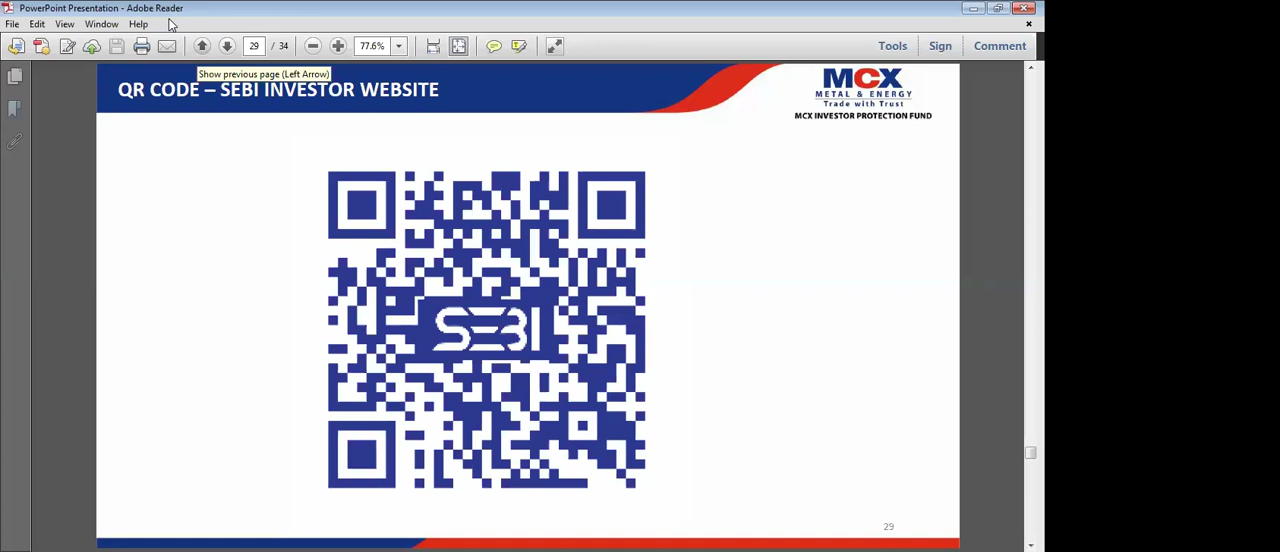 PowerPoint Presentation - Adobe Reader
File Edit View Window Help
29 / 34 77.6% Tools Sign Comment
Show previous page (Left Arrow)
QR CODE – SEBI INVESTOR WEBSITE
MCX
METAL & ENERGY
Trade with Trust
MCX INVESTOR PROTECTION FUND
SEBI
29